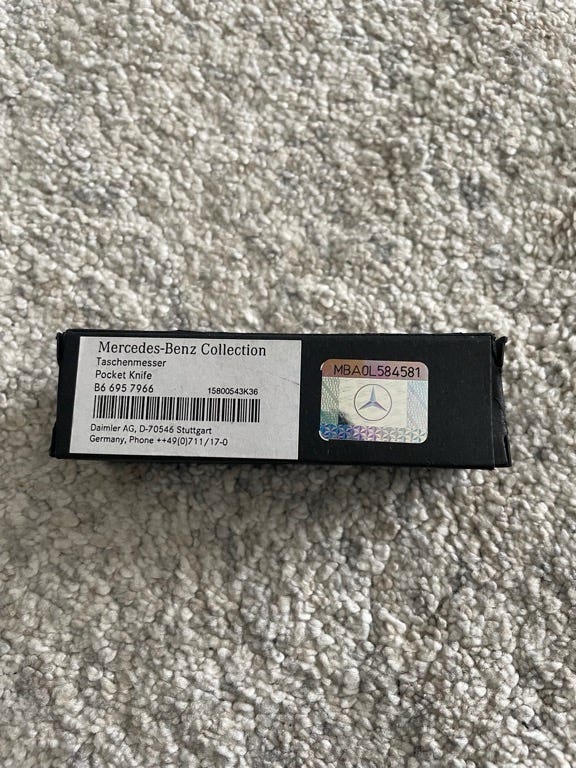 Mercedes-Benz Collection
Taschenmesser
Pocket Knife
B6 695 7966 15800543K36
Daimler AG, D-70546 Stuttgart
Germany, Phone ++49(0)711/17-0
MBA0L584581